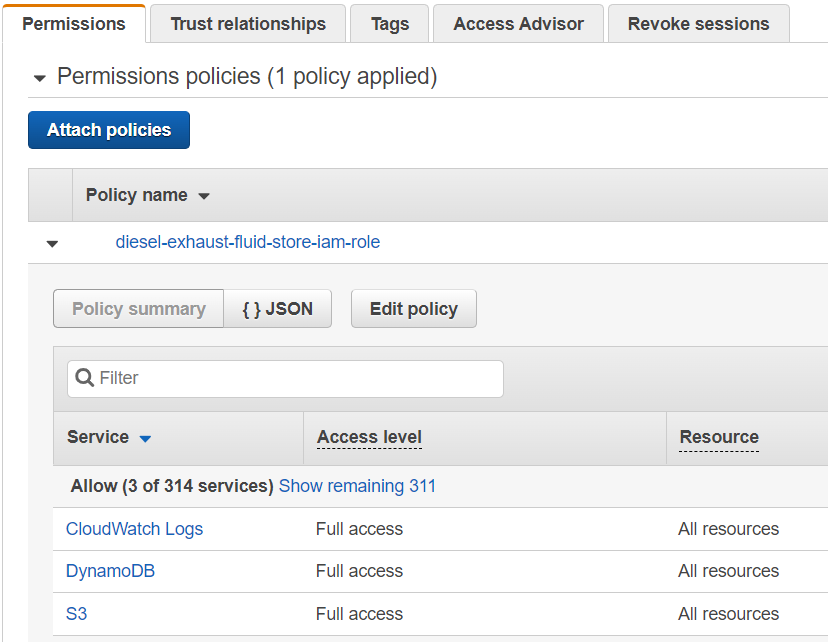 Permissions Trust relationships Tags Access Advisor Revoke sessions
Permissions policies (1 policy applied)
Attach policies
Policy name
diesel-exhaust-fluid-store-iam-role
Policy summary { } JSON Edit policy
Filter
Service Access level Resource
Allow (3 of 314 services) Show remaining 311
CloudWatch Logs Full access All resources
DynamoDB Full access All resources
S3 Full access All resources